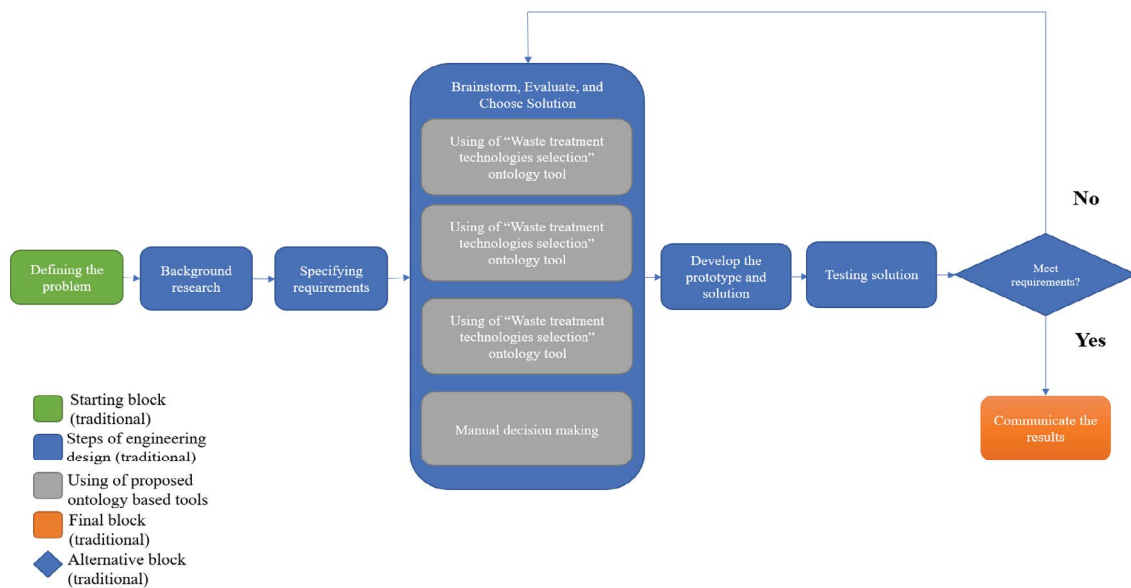 Brainstorm, Evaluate, and
Choose Solution
Using of “Waste treatment
technologies selection”
ontology tool
Using of “Waste treatment
technologies selection”
ontology tool
Using of “Waste treatment
technologies selection”
ontology tool
Manual decision making
Defining the
problem
Background
research
Specifying
requirements
Develop the
prototype and
solution
Testing solution
Meet
requirements?
No
Yes
Communicate the
results
Starting block
(traditional)
Steps of engineering
design (traditional)
Using of proposed
ontology based tools
Final block
(traditional)
Alternative block
(traditional)